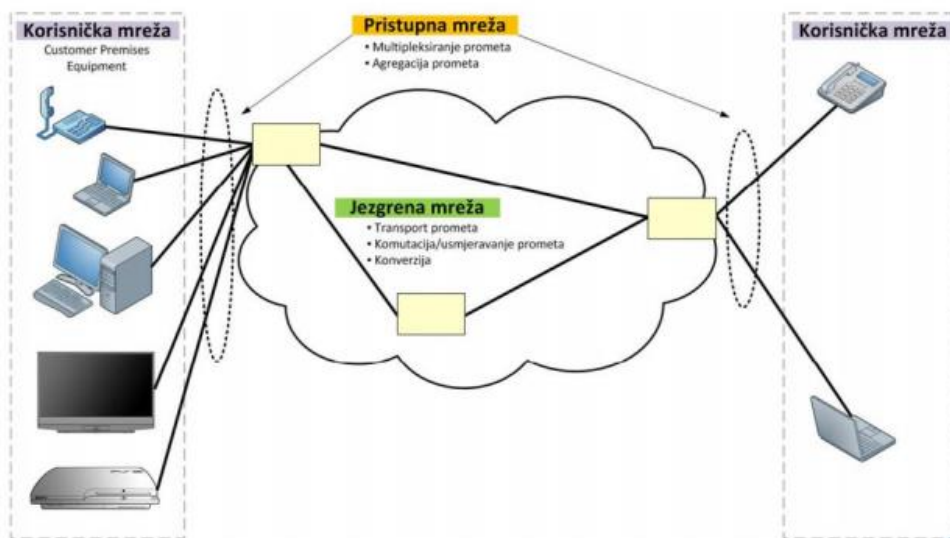 Korisnička mreža
Customer Premises
Equipment
Pristupna mreža
• Multipleksiranje prometa
• Agregacija prometa
Korisnička mreža
Jezgrena mreža
• Transport prometa
• Komutacija/usmjeravanje prometa
• Konverzija